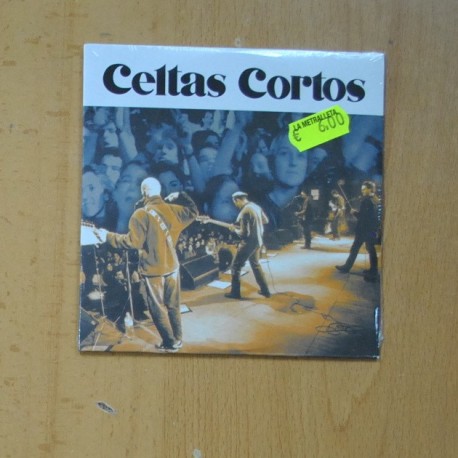 Celtas Cortos
LA METRALLETA
€ 6,00